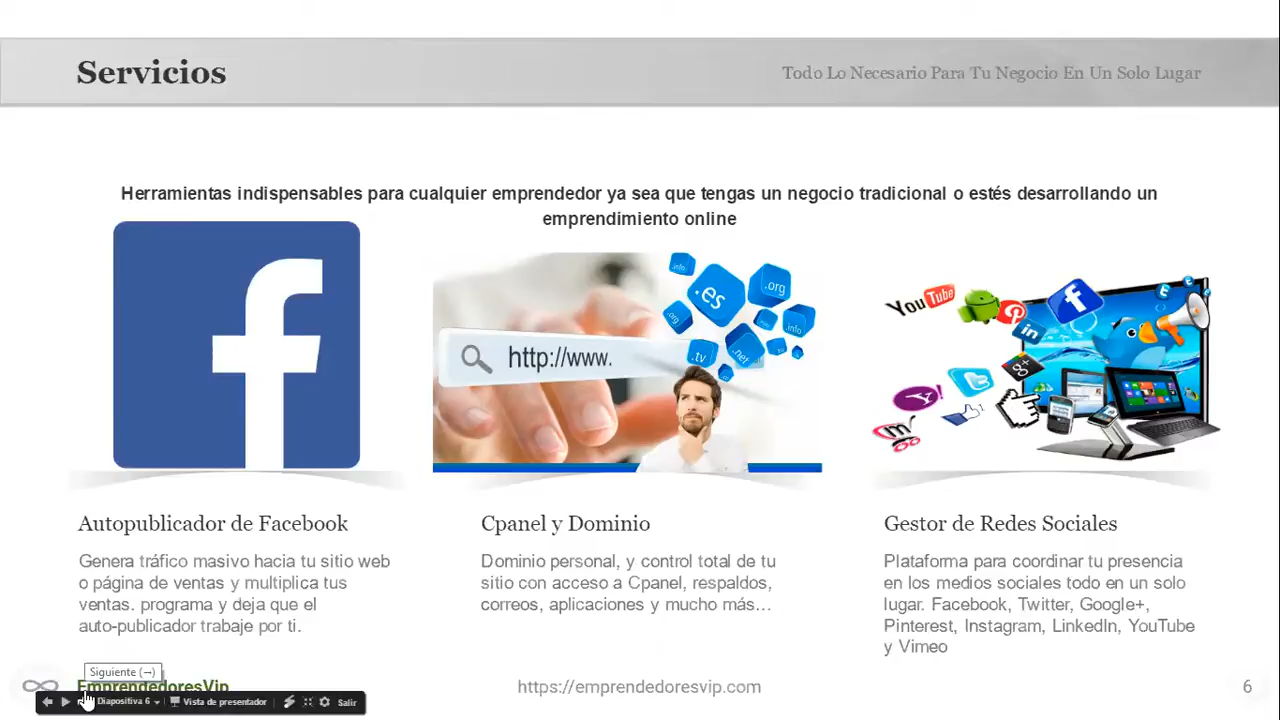 Servicios
Todo Lo Necesario Para Tu Negocio En Un Solo Lugar
Herramientas indispensables para cualquier emprendedor ya sea que tengas un negocio tradicional o estés desarrollando un
emprendimiento online
.info
.es
.org
.org
.info
.tv
.net
http://www.
YouTube
in
g+
Y!
Autopublicador de Facebook
Genera tráfico masivo hacia tu sitio web
o página de ventas y multiplica tus
ventas. programa y deja que el
auto-publicador trabaje por ti.
Cpanel y Dominio
Dominio personal, y control total de tu
sitio con acceso a Cpanel, respaldos,
correos, aplicaciones y mucho más...
Gestor de Redes Sociales
Plataforma para coordinar tu presencia
en los medios sociales todo en un solo
lugar. Facebook, Twitter, Google+,
Pinterest, Instagram, LinkedIn, YouTube
y Vimeo
Siguiente (→)
EmprendedoresVip
Diapositiva 6
Vista de presentador
Salir
https://emprendedoresvip.com
6